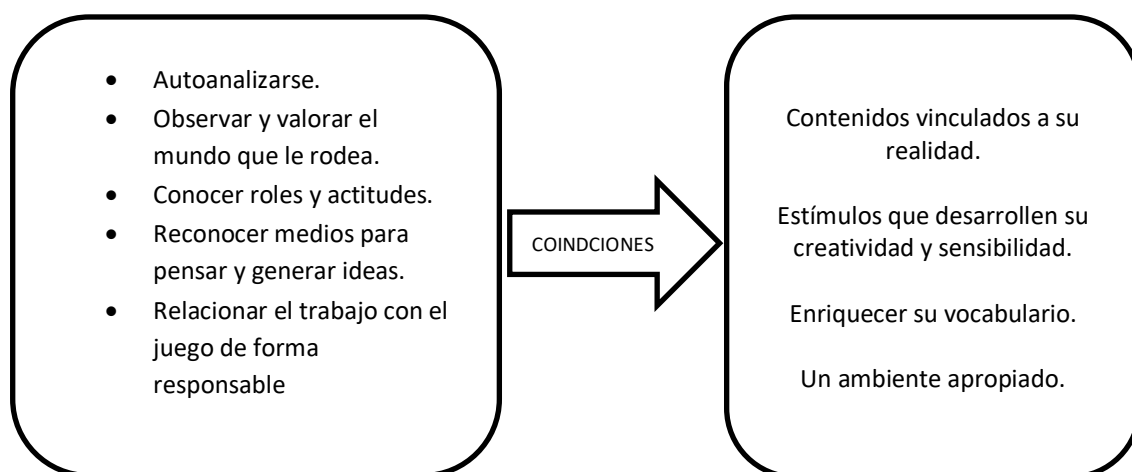 • Autoanalizarse.
• Observar y valorar el
mundo que le rodea.
• Conocer roles y actitudes.
• Reconocer medios para
pensar y generar ideas.
• Relacionar el trabajo con el
juego de forma
responsable
COINDCIONES
Contenidos vinculados a su
realidad.
Estímulos que desarrollen su
creatividad y sensibilidad.
Enriquecer su vocabulario.
Un ambiente apropiado.